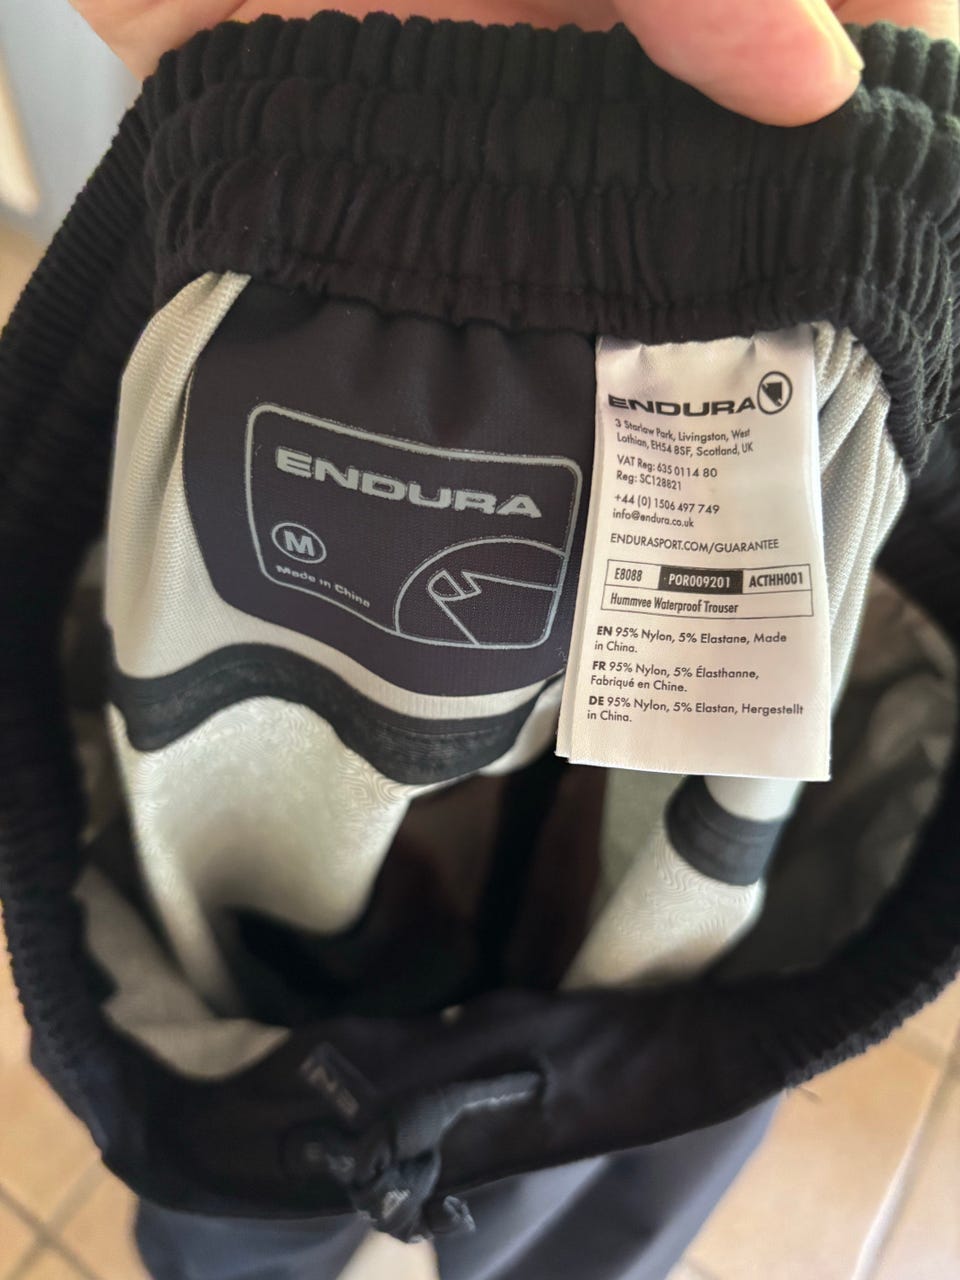 ENDURA
M
Made in China
ENDURA
3 Starlaw Park, Livingston, West
Lothian, EH54 8SF, Scotland, UK
VAT Reg: 635 0114 80
Reg: SC128821
+44 (0) 1506 497 749
info@endura.co.uk
ENDURASPORT.COM/GUARANTEE
E8088 POR009201 ACTHH001
Hummvee Waterproof Trouser
EN 95% Nylon, 5% Elastane, Made
in China.
FR 95% Nylon, 5% Élasthanne,
Fabriqué en Chine.
DE 95% Nylon, 5% Elastan, Hergestellt
in China.